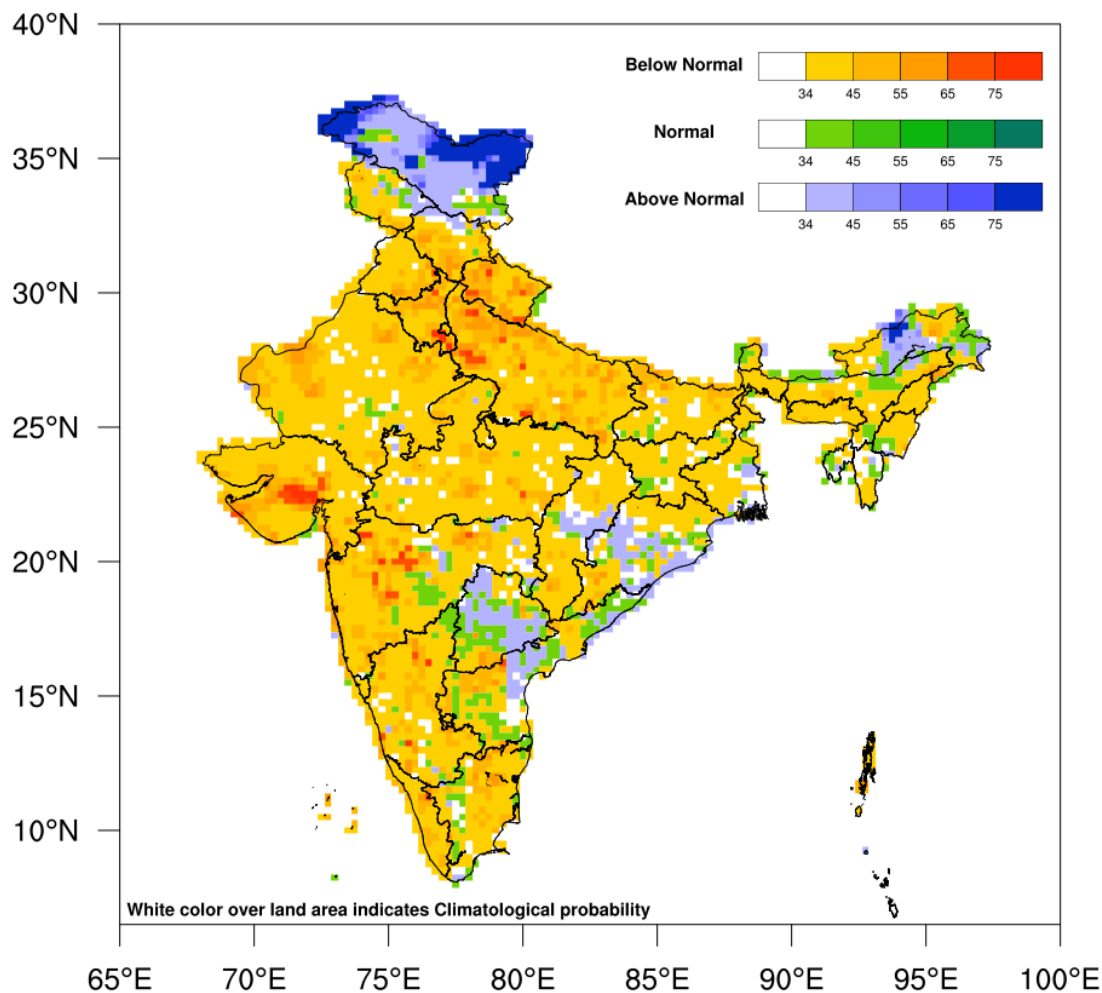 40°N
Below Normal
34 45 55 65 75
Normal
34 45 55 65 75
Above Normal
34 45 55 65 75
35°N
30°N
25°N
20°N
15°N
10°N
White color over land area indicates Climatological probability
65°E 70°E 75°E 80°E 85°E 90°E 95°E 100°E